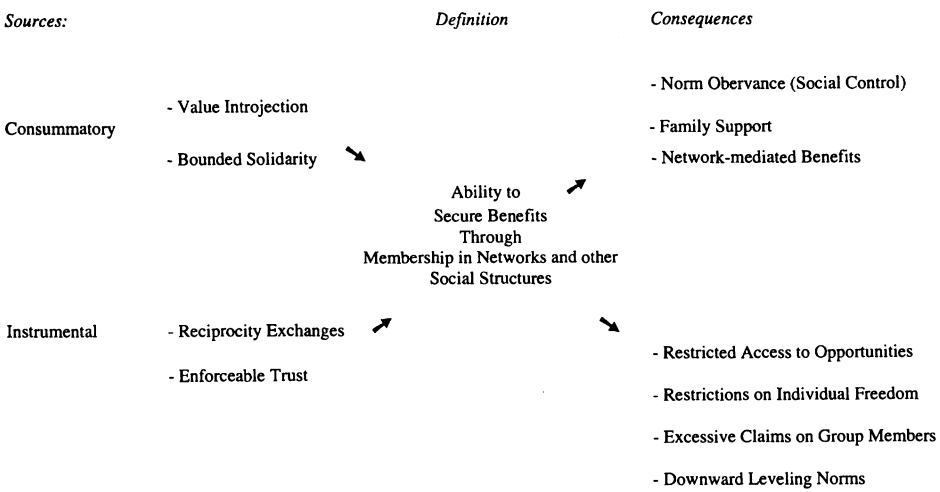 Sources:
Definition
Consequences
Consummatory
- Value Introjection
- Bounded Solidarity
Instrumental
- Reciprocity Exchanges
- Enforceable Trust
Ability to
Secure Benefits
Through
Membership in Networks and other
Social Structures
- Norm Obervance (Social Control)
- Family Support
- Network-mediated Benefits
- Restricted Access to Opportunities
- Restrictions on Individual Freedom
- Excessive Claims on Group Members
- Downward Leveling Norms